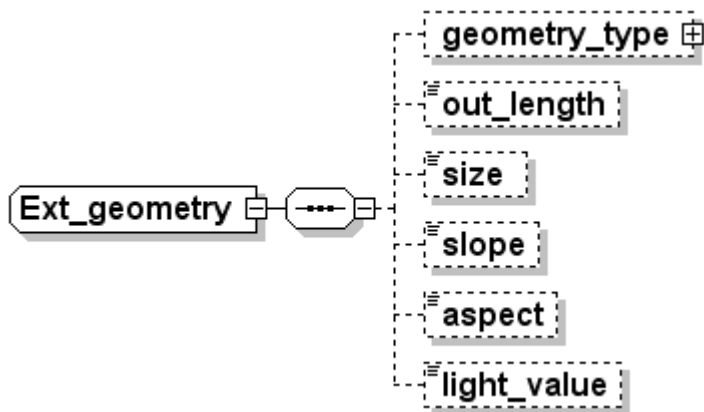 geometry_type
out_length
size
Ext_geometry
slope
aspect
light_value